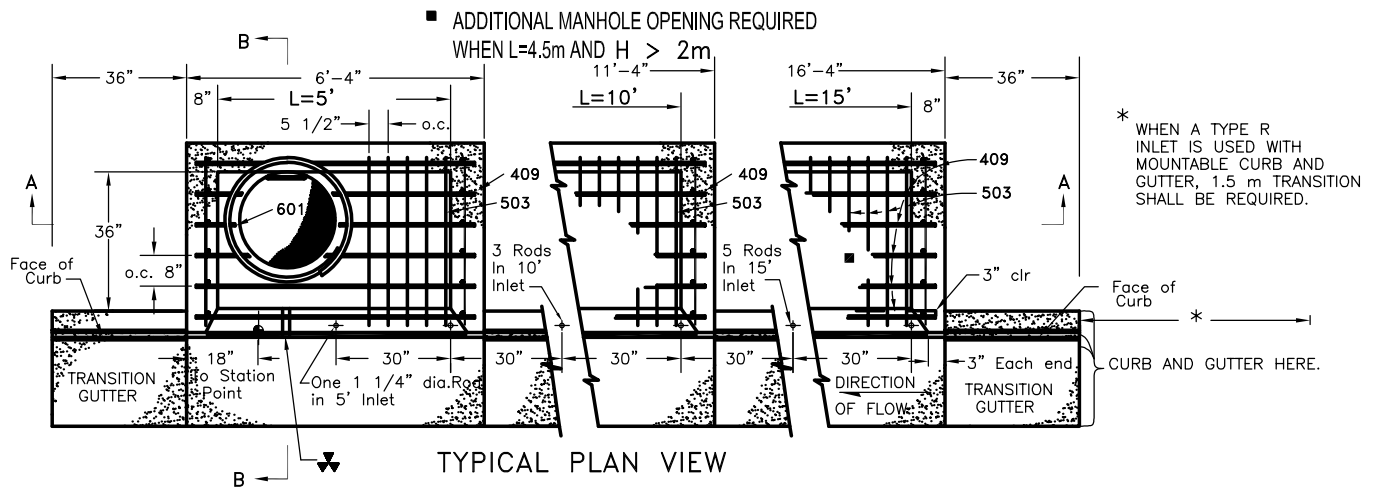 ■ ADDITIONAL MANHOLE OPENING REQUIRED
WHEN L=4.5m AND H > 2m
B
36"
6'-4"
11'-4"
16'-4"
36"
8"
L=5'
L=10'
L=15'
8"
5 1/2"
o.c.
* WHEN A TYPE R
INLET IS USED WITH
MOUNTABLE CURB AND
GUTTER, 1.5 m TRANSITION
SHALL BE REQUIRED.
A
409
503
409
503
409
503
A
601
36"
o.c. 8"
3 Rods
In 10'
Inlet
5 Rods
In 15'
Inlet
3" clr
Face of
Curb
Face of
Curb
*
18"
to Station
Point
30"
30"
30"
30"
30"
3" Each end
CURB AND GUTTER HERE.
TRANSITION
GUTTER
One 1 1/4" dia.Rod
in 5' Inlet
DIRECTION
OF FLOW
TRANSITION
GUTTER
B
TYPICAL PLAN VIEW